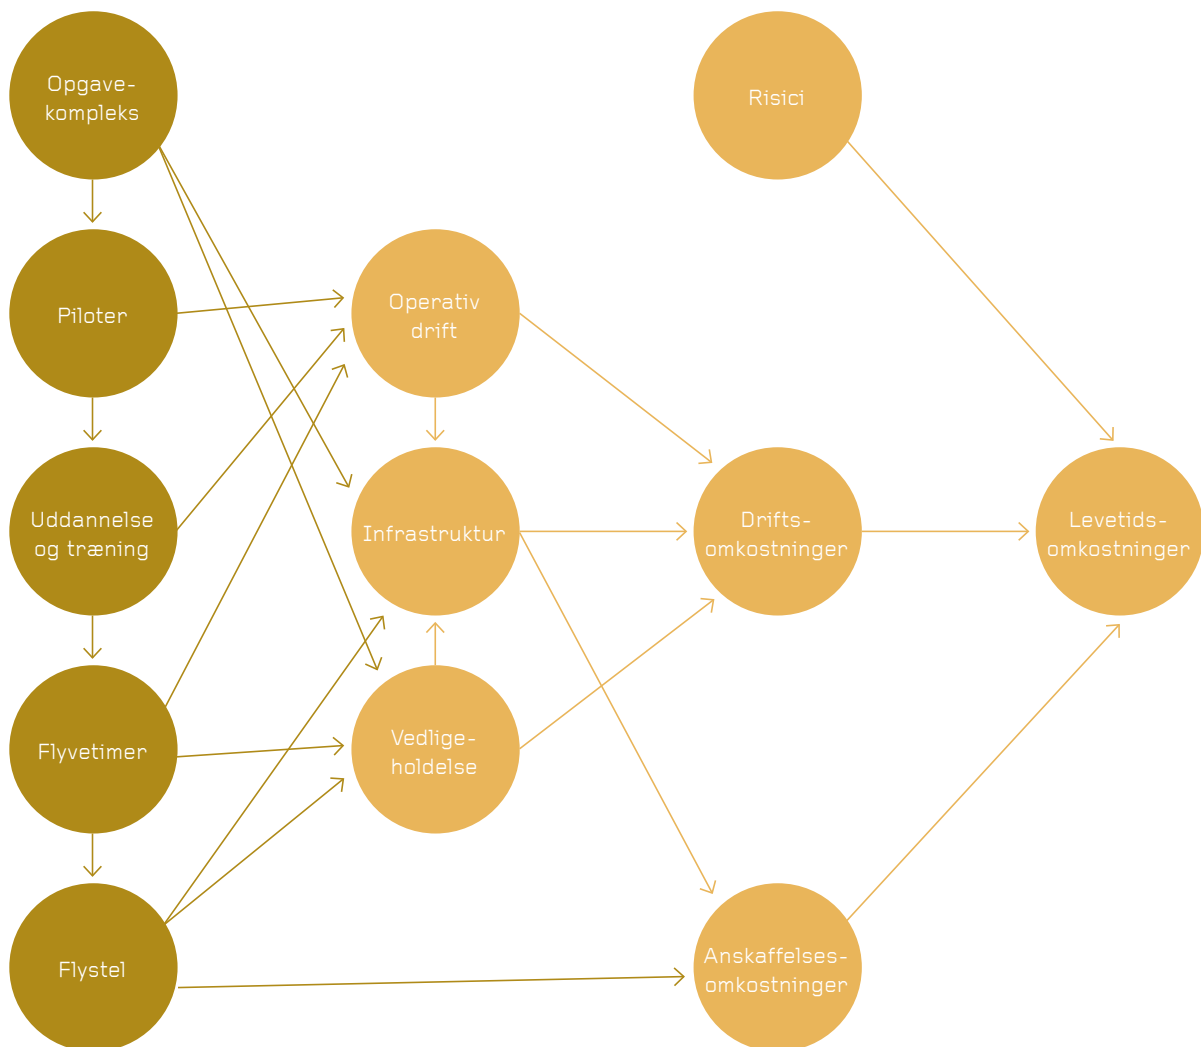 Opgave-
kompleks
Risici
Piloter
Operativ
drift
Uddannelse
og træning
Infrastruktur
Drifts-
omkostninger
Levetids-
omkostninger
Flyvetimer
Vedlige-
holdelse
Flystel
Anskaffelses-
omkostninger